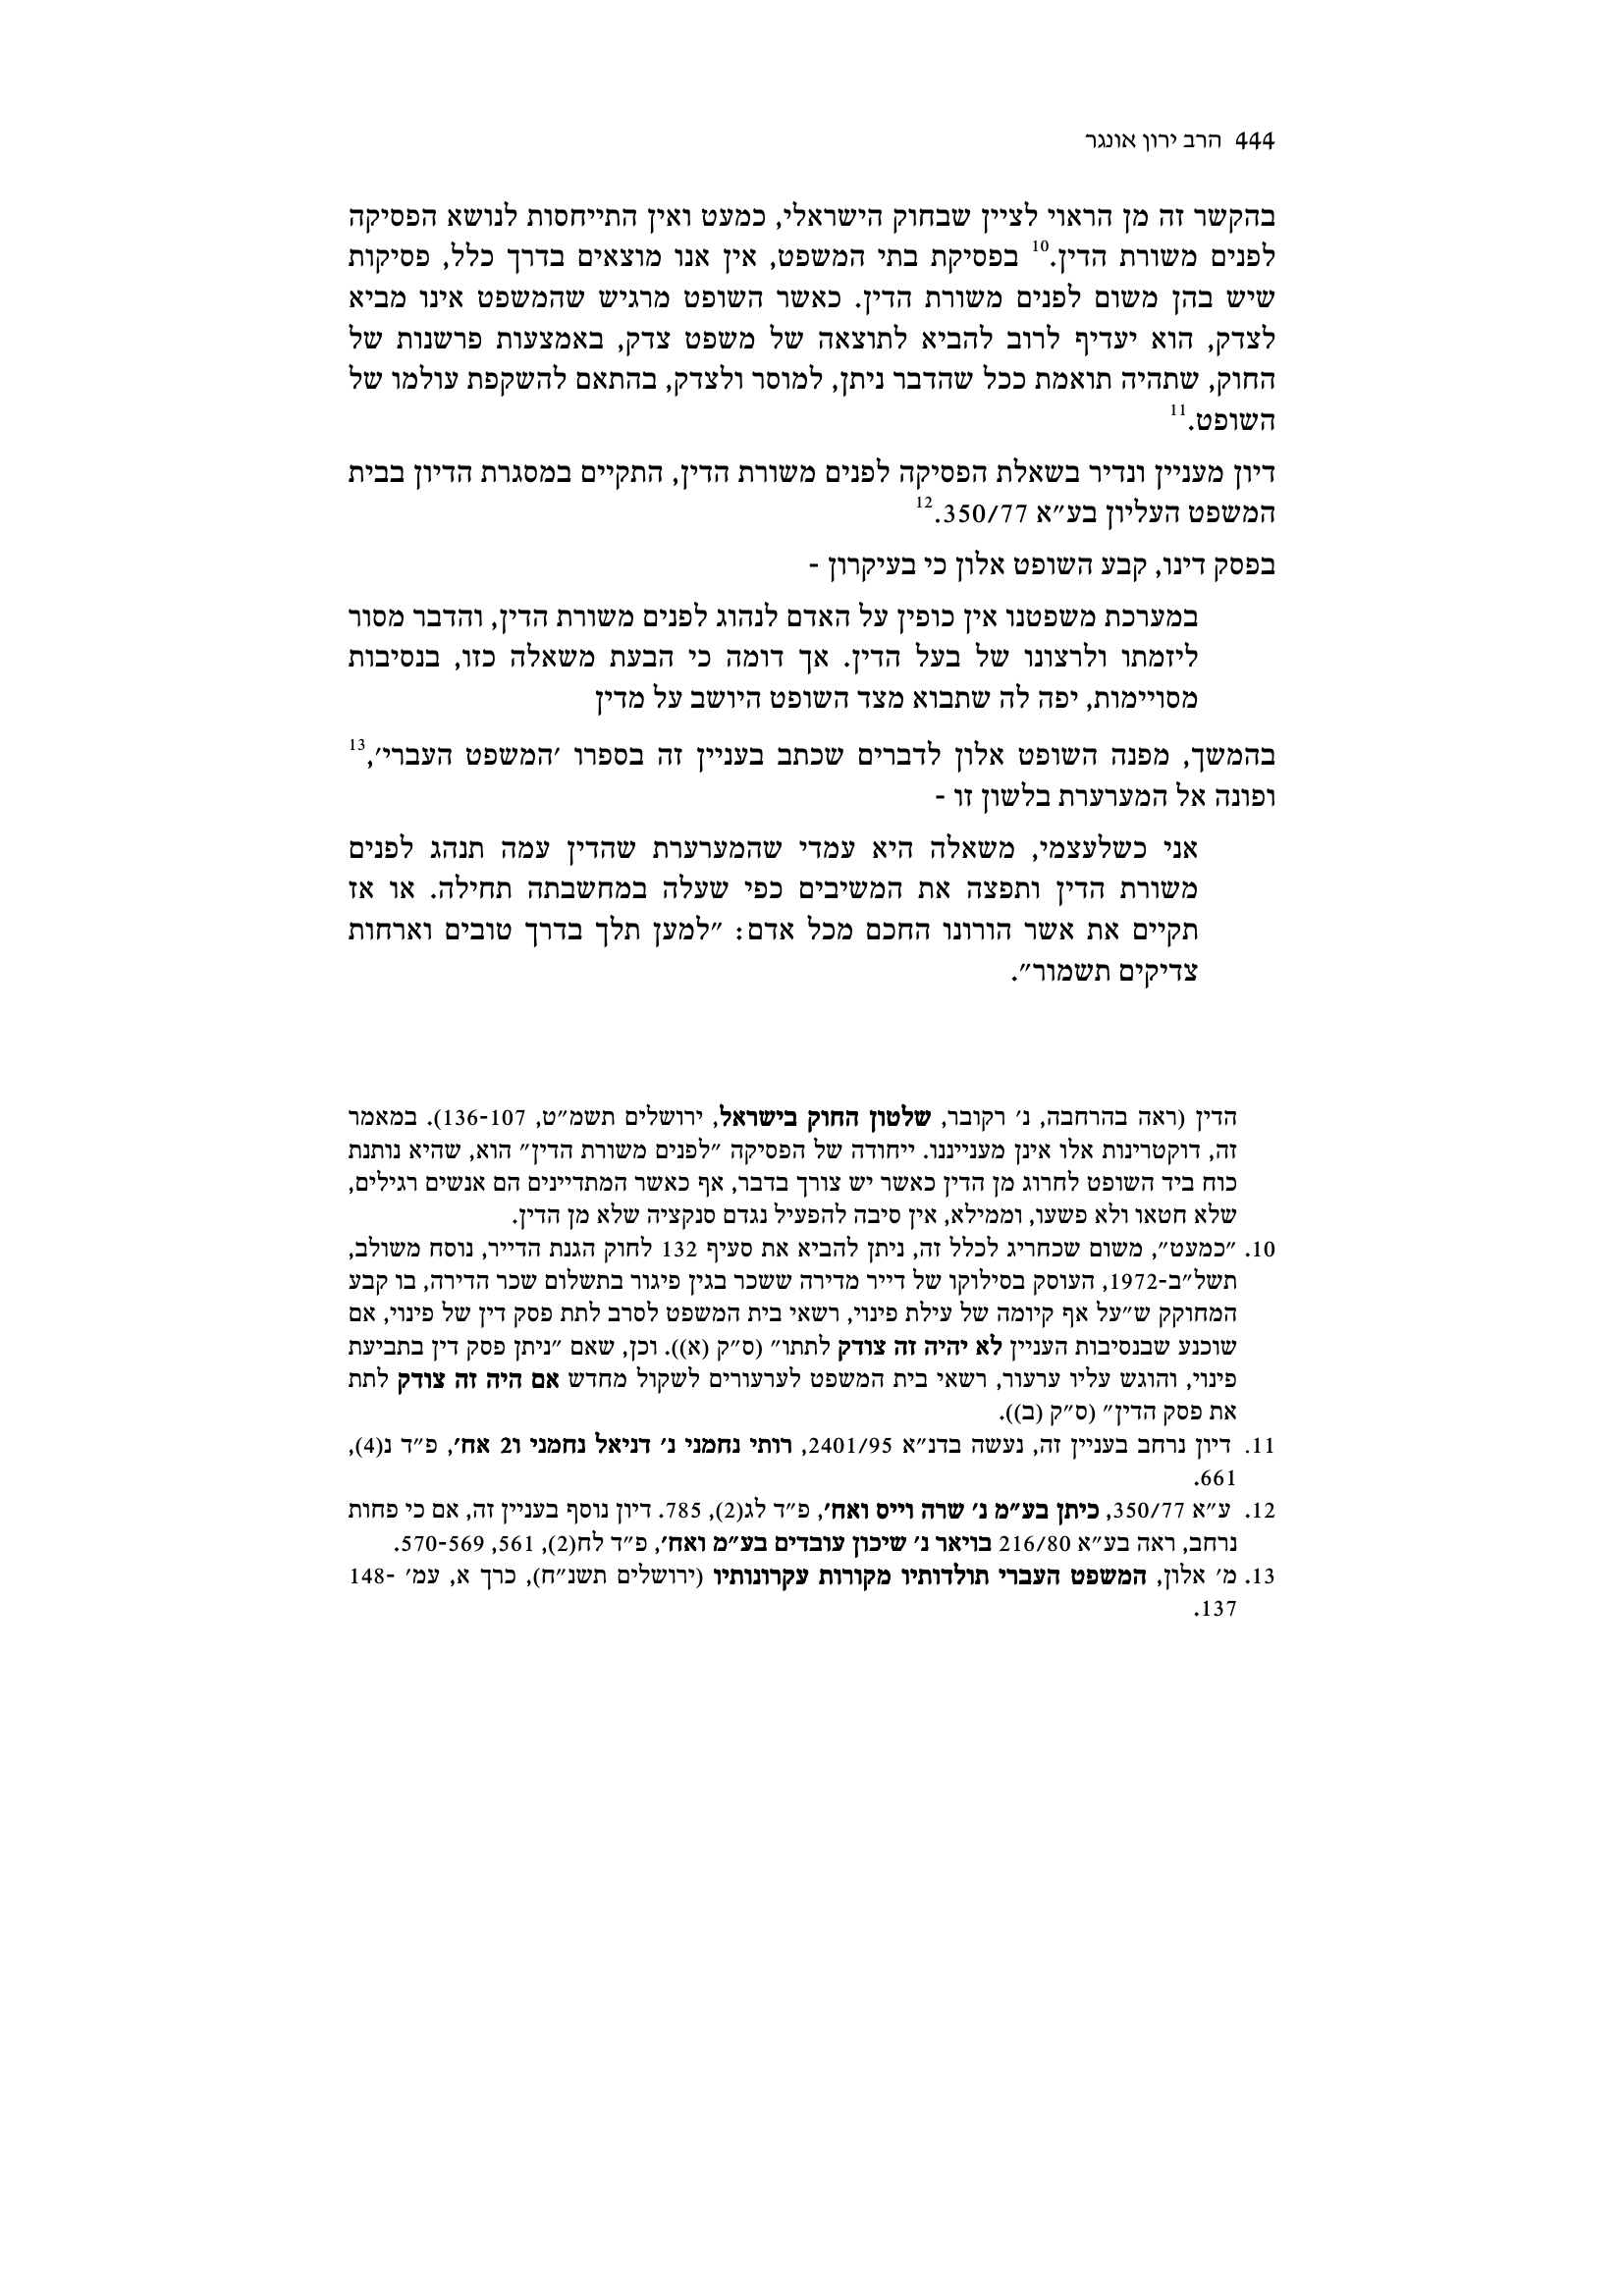 444 הרב ירון אונגר
בהקשר זה מן הראוי לציין שבחוק הישראלי, כמעט ואין התייחסות לנושא הפסיקה
לפנים משורת הדין.10 בפסיקת בתי המשפט, אין אנו מוצאים בדרך כלל, פסיקות
שיש בהן משום לפנים משורת הדין. כאשר השופט מרגיש שהמשפט אינו מביא
לצדק, הוא יעדיף לרוב להביא לתוצאה של משפט צדק, באמצעות פרשנות של
החוק, שתהיה תואמת ככל שהדבר ניתן, למוסר ולצדק, בהתאם להשקפת עולמו של
השופט.11
דיון מעניין ונדיר בשאלת הפסיקה לפנים משורת הדין, התקיים במסגרת הדיון בבית
המשפט העליון בע״א 350/77.12
בפסק דינו, קבע השופט אלון כי בעיקרון -
במערכת משפטנו אין כופין על האדם לנהוג לפנים משורת הדין, והדבר מסור
ליזמתו ולרצונו של בעל הדין. אך דומה כי הבעת משאלה כזו, בנסיבות
מסויימות, יפה לה שתבוא מצד השופט היושב על מדין
בהמשך, מפנה השופט אלון לדברים שכתב בעניין זה בספרו ׳המשפט העברי׳,13
ופונה אל המערערת בלשון זו -
אני כשלעצמי, משאלה היא עמדי שהמערערת שהדין עמה תנהג לפנים
משורת הדין ותפצה את המשיבים כפי שעלה במחשבתה תחילה. או אז
תקיים את אשר הורונו החכם מכל אדם: ״למען תלך בדרך טובים וארחות
צדיקים תשמור״.
הדין (ראה בהרחבה, נ׳ רקובר, שלטון החוק בישראל, ירושלים תשמ״ט, 136-107). במאמר
זה, דוקטרינות אלו אינן מענייננו. ייחודה של הפסיקה ״לפנים משורת הדין״ הוא, שהיא נותנת
כוח ביד השופט לחרוג מן הדין כאשר יש צורך בדבר, אף כאשר המתדיינים הם אנשים רגילים,
שלא חטאו ולא פשעו, וממילא, אין סיבה להפעיל נגדם סנקציה שלא מן הדין.
10. ״כמעט״, משום שכחריג לכלל זה, ניתן להביא את סעיף 132 לחוק הגנת הדייר, נוסח משולב,
תשל״ב-1972, העוסק בסילוקו של דייר מדירה ששכר בגין פיגור בתשלום שכר הדירה, בו קבע
המחוקק ש״על אף קיומה של עילת פינוי, רשאי בית המשפט לסרב לתת פסק דין של פינוי, אם
שוכנע שבנסיבות העניין לא יהיה זה צודק לתתו״ (ס״ק (א)). וכן, שאם ״ניתן פסק דין בתביעת
פינוי, והוגש עליו ערעור, רשאי בית המשפט לערעורים לשקול מחדש אם היה זה צודק לתת
את פסק הדין״ (ס״ק (ב)).
11. דיון נרחב בעניין זה, נעשה בדנ״א 2401/95, רותי נחמני נ׳ דניאל נחמני ו2 אח׳, פ״ד נ(4),
661.
12. ע״א 350/77, כיתן בע״מ נ׳ שרה וייס ואח׳, פ״ד לג(2), 785. דיון נוסף בעניין זה, אם כי פחות
נרחב, ראה בע״א 216/80 בויאר נ׳ שיכון עובדים בע״מ ואח׳, פ״ד לח(2), 561, 570-569.
13. מ׳ אלון, המשפט העברי תולדותיו מקורות עקרונותיו (ירושלים תשנ״ח), כרך א, עמ׳ 148-
137.